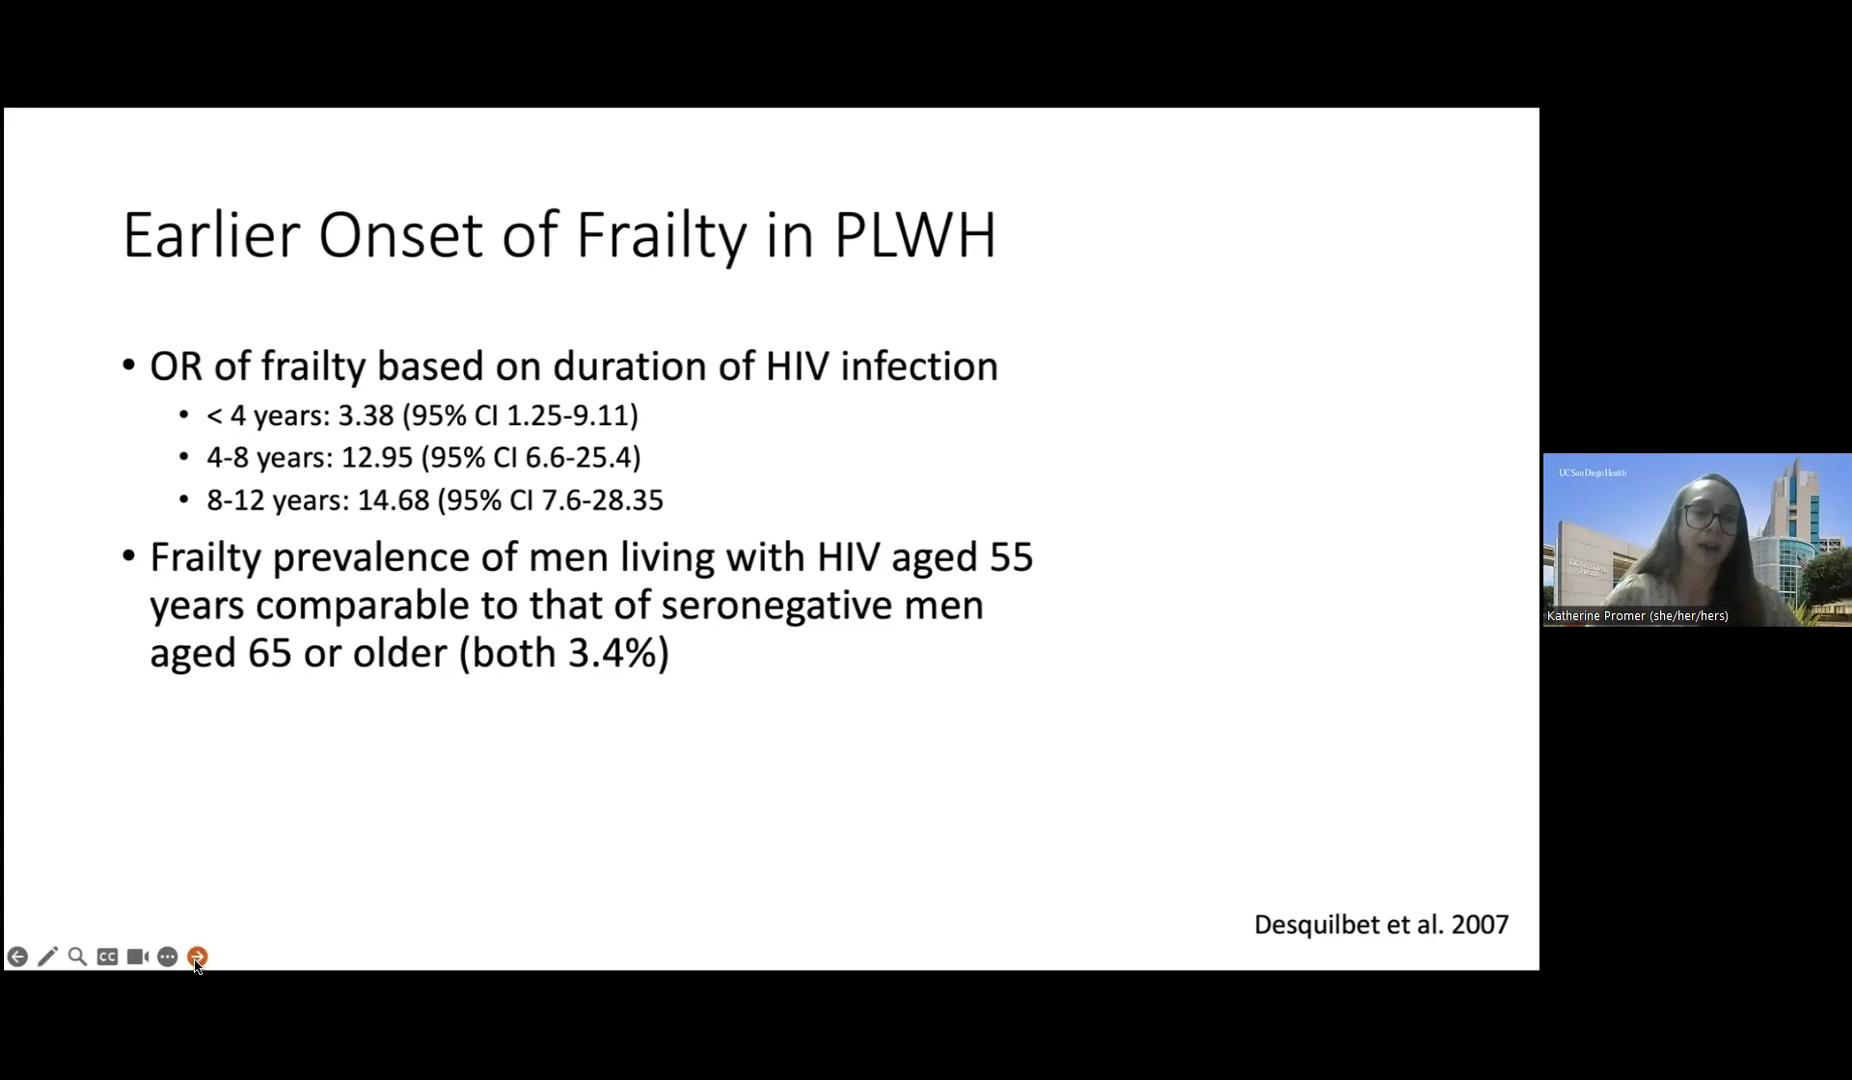 Earlier Onset of Frailty in PLWH
• OR of frailty based on duration of HIV infection
• < 4 years: 3.38 (95% CI 1.25-9.11)
• 4-8 years: 12.95 (95% CI 6.6-25.4)
• 8-12 years: 14.68 (95% CI 7.6-28.35
• Frailty prevalence of men living with HIV aged 55
years comparable to that of seronegative men
aged 65 or older (both 3.4%)
Desquilbet et al. 2007
CC
UC San Diego Health
Katherine Promer (she/her/hers)